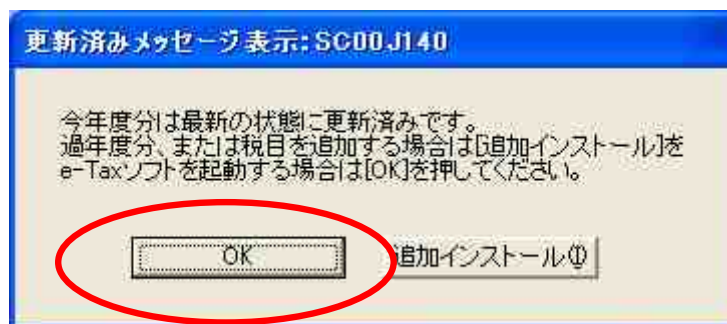 更新済みメッセージ表示:SC00J140
今年度分は最新の状態に更新済みです。
過年度分、または税目を追加する場合は[追加インストール]を
e-Taxソフトを起動する場合は[OK]を押してください。
OK
追加インストール(I)